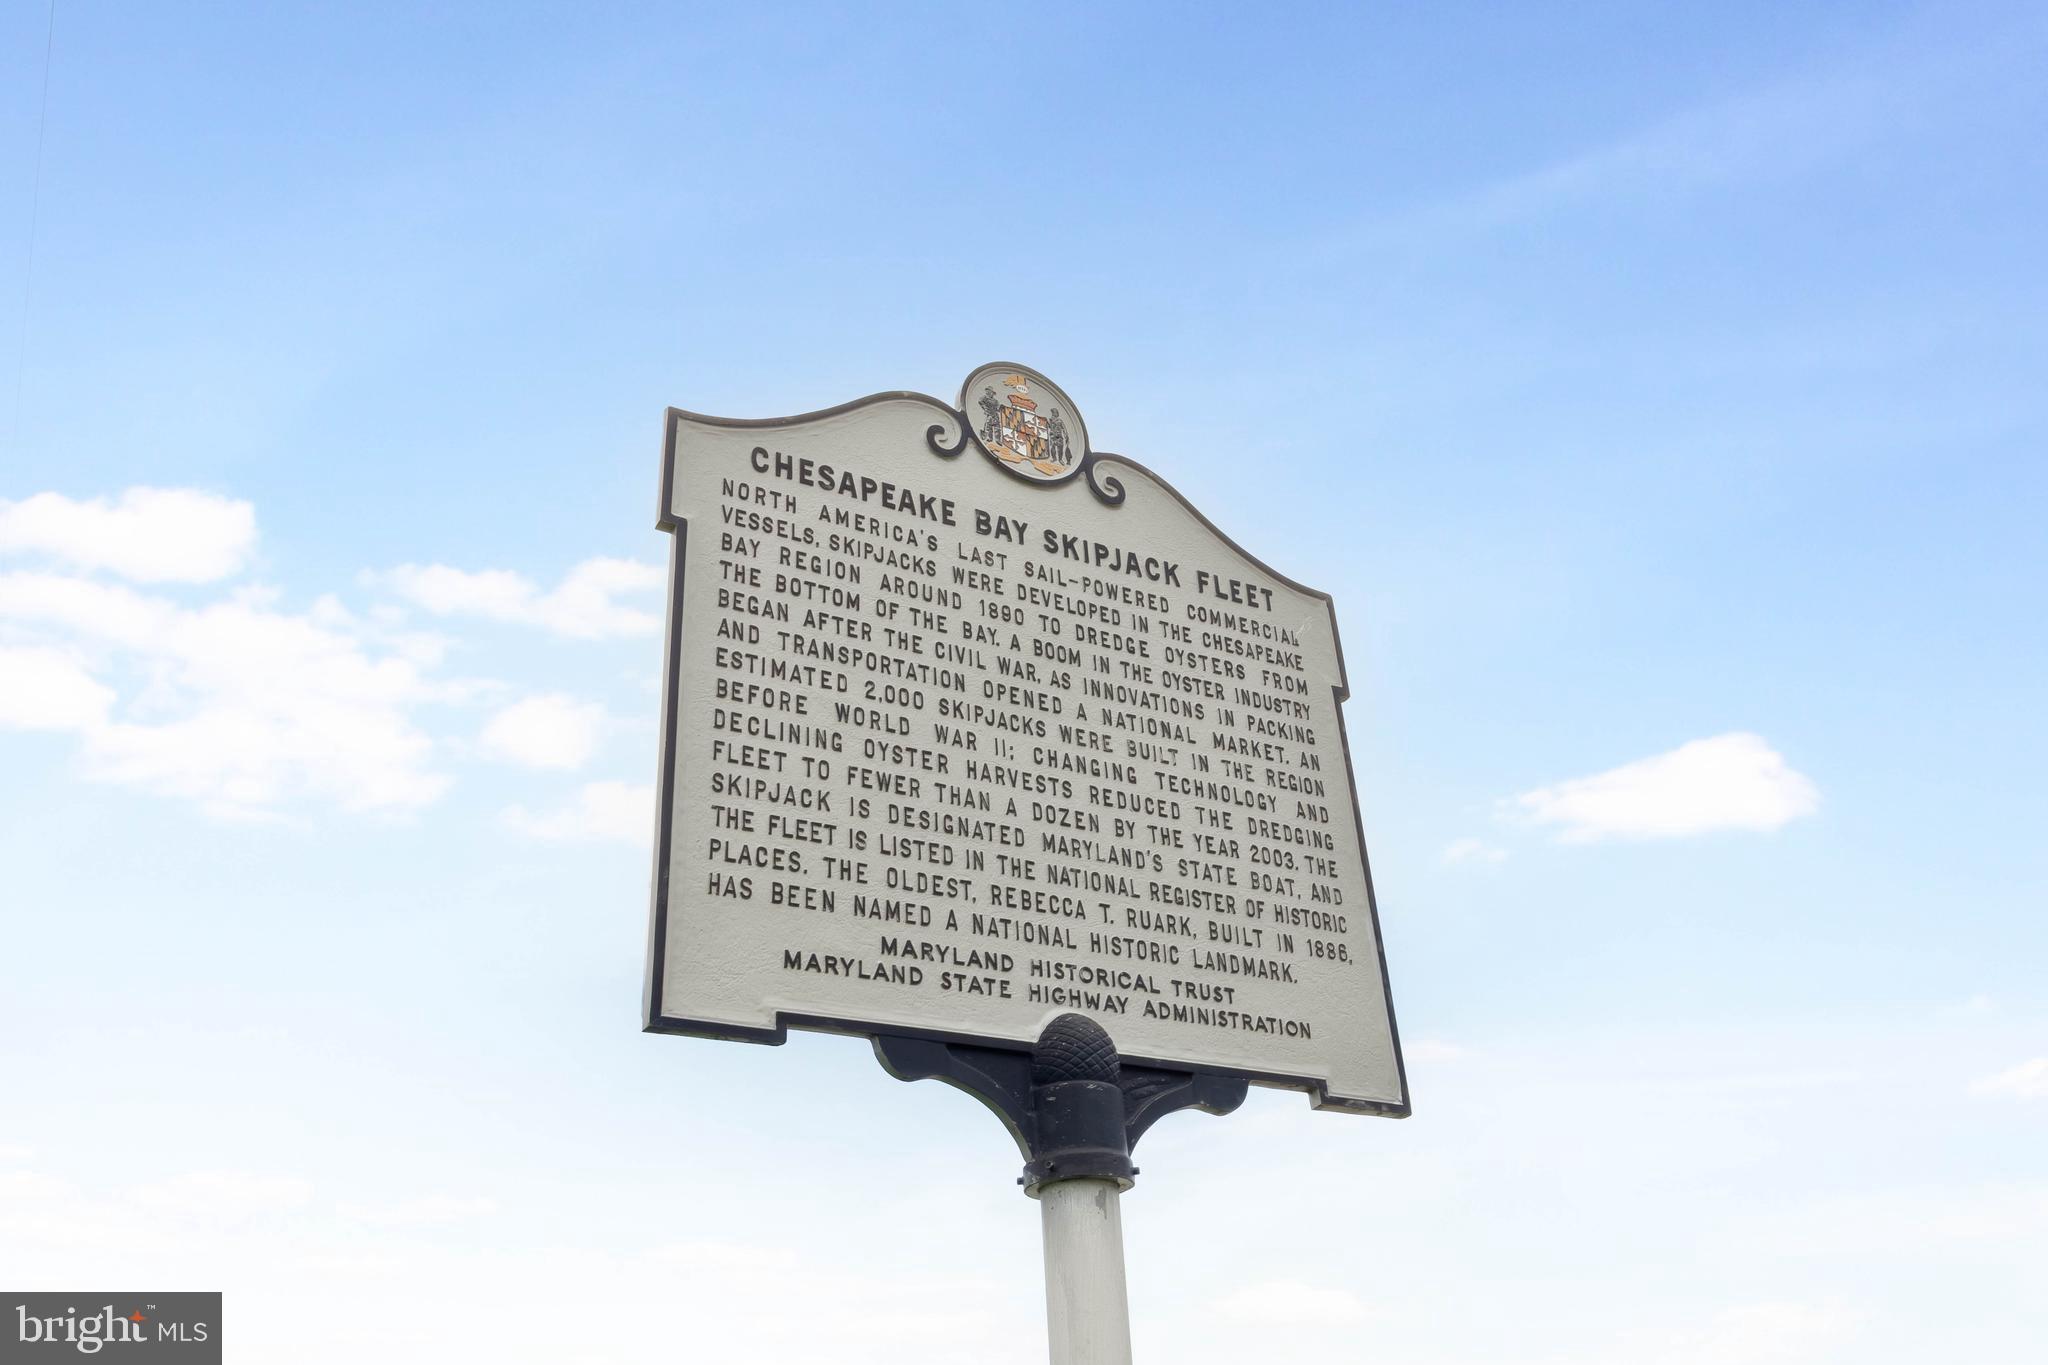 CHESAPEAKE BAY SKIPJACK FLEET
NORTH AMERICA'S LAST SAIL-POWERED COMMERCIAL
VESSELS, SKIPJACKS WERE DEVELOPED IN THE CHESAPEAKE
BAY REGION AROUND 1890 TO DREDGE OYSTERS FROM
THE BOTTOM OF THE BAY. A BOOM IN THE OYSTER INDUSTRY
BEGAN AFTER THE CIVIL WAR, AS INNOVATIONS IN PACKING
AND TRANSPORTATION OPENED A NATIONAL MARKET. AN
ESTIMATED 2,000 SKIPJACKS WERE BUILT IN THE REGION
BEFORE WORLD WAR II; CHANGING TECHNOLOGY AND
DECLINING OYSTER HARVESTS REDUCED THE DREDGING
FLEET TO FEWER THAN A DOZEN BY THE YEAR 2003. THE
SKIPJACK IS DESIGNATED MARYLAND'S STATE BOAT, AND
THE FLEET IS LISTED IN THE NATIONAL REGISTER OF HISTORIC
PLACES. THE OLDEST, REBECCA T. RUARK, BUILT IN 1886,
HAS BEEN NAMED A NATIONAL HISTORIC LANDMARK.
MARYLAND HISTORICAL TRUST
MARYLAND STATE HIGHWAY ADMINISTRATION
bright™ MLS